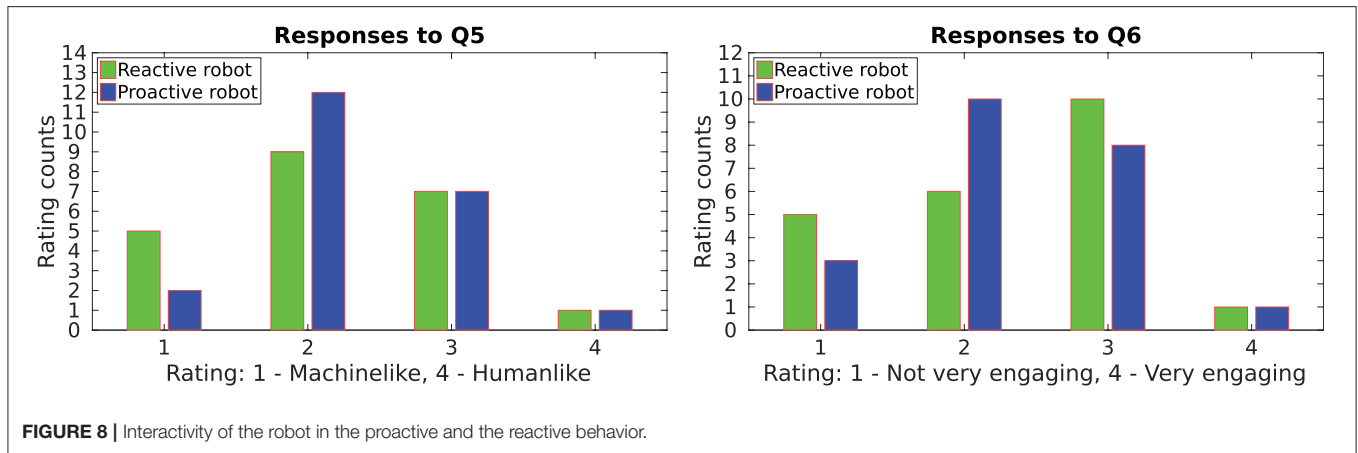 Responses to Q5
14
13
12
11
10
9
8
7
6
5
4
3
2
1
0
Rating counts
Reactive robot
Proactive robot
1 2 3 4
Rating: 1 - Machinelike, 4 - Humanlike
Responses to Q6
12
11
10
9
8
7
6
5
4
3
2
1
0
Rating counts
Reactive robot
Proactive robot
1 2 3 4
Rating: 1 - Not very engaging, 4 - Very engaging
FIGURE 8 | Interactivity of the robot in the proactive and the reactive behavior.